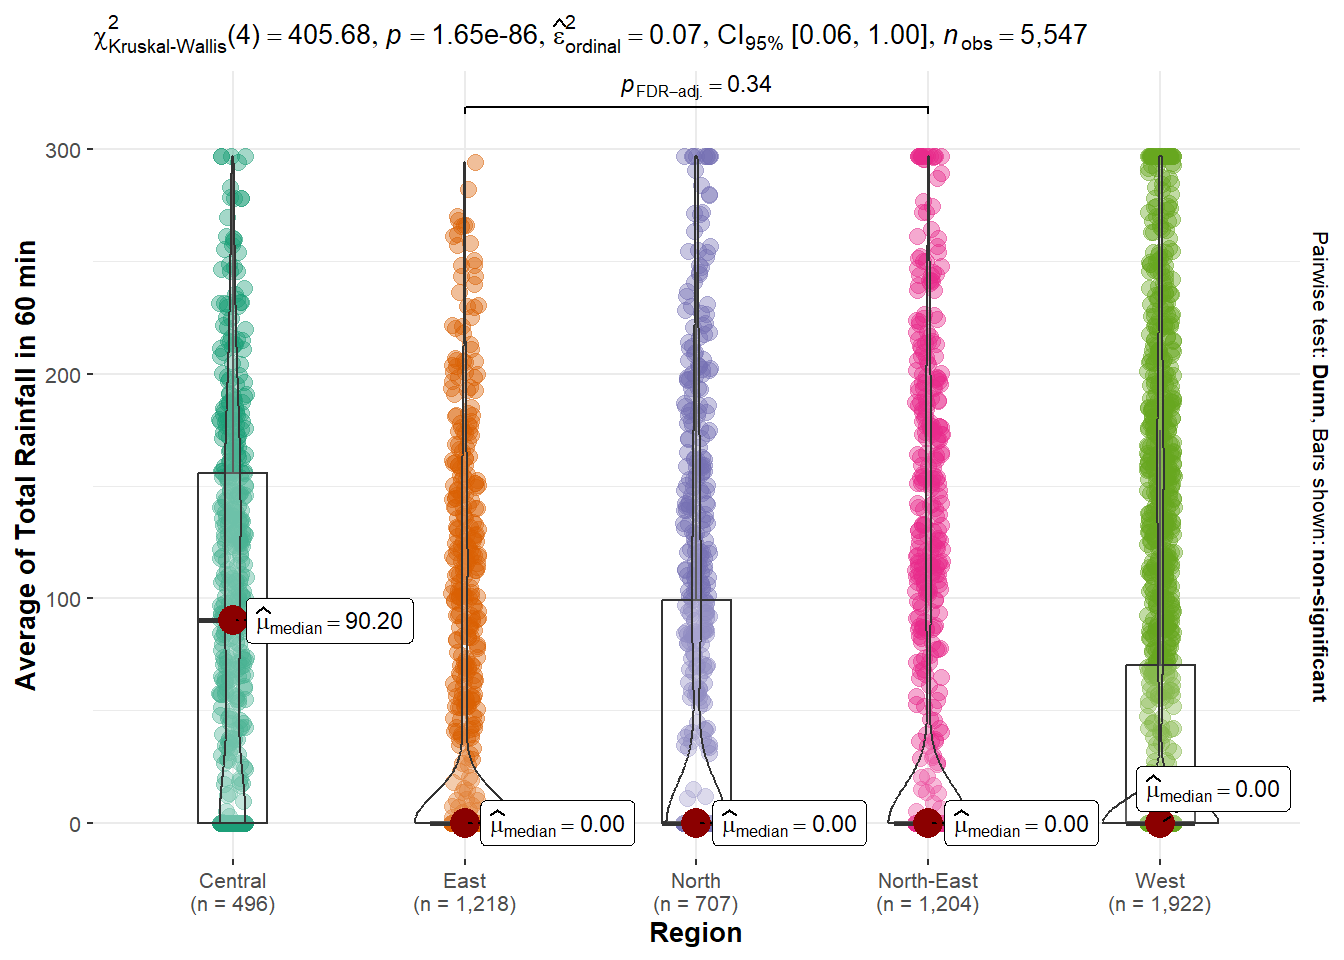 χ²Kruskal-Wallis(4) = 405.68, p = 1.65e-86, ε̂²ordinal = 0.07, CI95% [0.06, 1.00], nobs = 5,547
pFDR−adj. = 0.34
300
200
100
0
Average of Total Rainfall in 60 min
μ̂median = 90.20
μ̂median = 0.00
μ̂median = 0.00
μ̂median = 0.00
μ̂median = 0.00
Pairwise test: Dunn, Bars shown: non-significant
Central
(n = 496)
East
(n = 1,218)
North
(n = 707)
North-East
(n = 1,204)
West
(n = 1,922)
Region